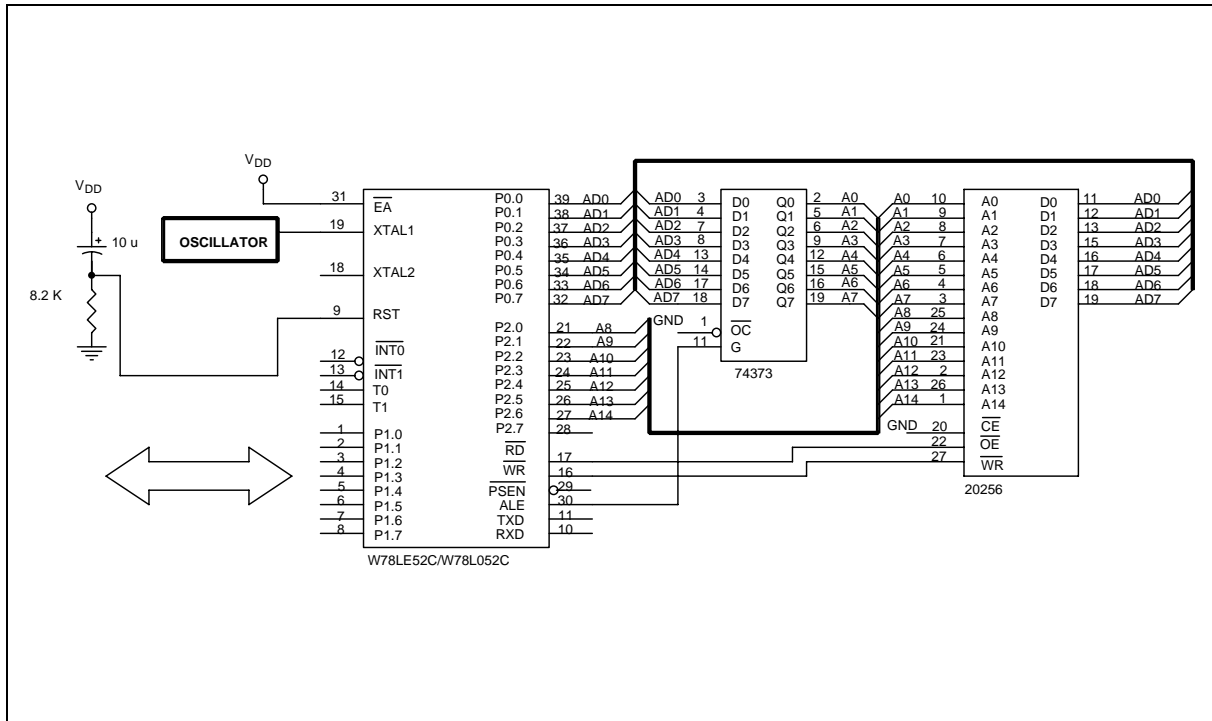 V DD
10 u
8.2 K
V DD
OSCILLATOR
31 EA
19 XTAL1
18 XTAL2
9 RST
12 INT0
13 INT1
14 T0
15 T1
1 P1.0
2 P1.1
3 P1.2
4 P1.3
5 P1.4
6 P1.5
7 P1.6
8 P1.7
P0.0 39 AD0
P0.1 38 AD1
P0.2 37 AD2
P0.3 36 AD3
P0.4 35 AD4
P0.5 34 AD5
P0.6 33 AD6
P0.7 32 AD7
P2.0 21 A8
P2.1 22 A9
P2.2 23 A10
P2.3 24 A11
P2.4 25 A12
P2.5 26 A13
P2.6 27 A14
P2.7 28
RD 17
WR 16
PSEN 29
ALE 30
TXD 11
RXD 10
W78LE52C/W78L052C
AD0 3 D0 Q0 2 A0
AD1 4 D1 Q1 5 A1
AD2 7 D2 Q2 6 A2
AD3 8 D3 Q3 9 A3
AD4 13 D4 Q4 12 A4
AD5 14 D5 Q5 15 A5
AD6 17 D6 Q6 16 A6
AD7 18 D7 Q7 19 A7
GND 1 OC
11 G
74373
A0 10 A0 D0 11 AD0
A1 9 A1 D1 12 AD1
A2 8 A2 D2 13 AD2
A3 7 A3 D3 15 AD3
A4 6 A4 D4 16 AD4
A5 5 A5 D5 17 AD5
A6 4 A6 D6 18 AD6
A7 3 A7 D7 19 AD7
A8 25 A8
A9 24 A9
A10 21 A10
A11 23 A11
A12 2 A12
A13 26 A13
A14 1 A14
GND 20 CE
22 OE
27 WR
20256